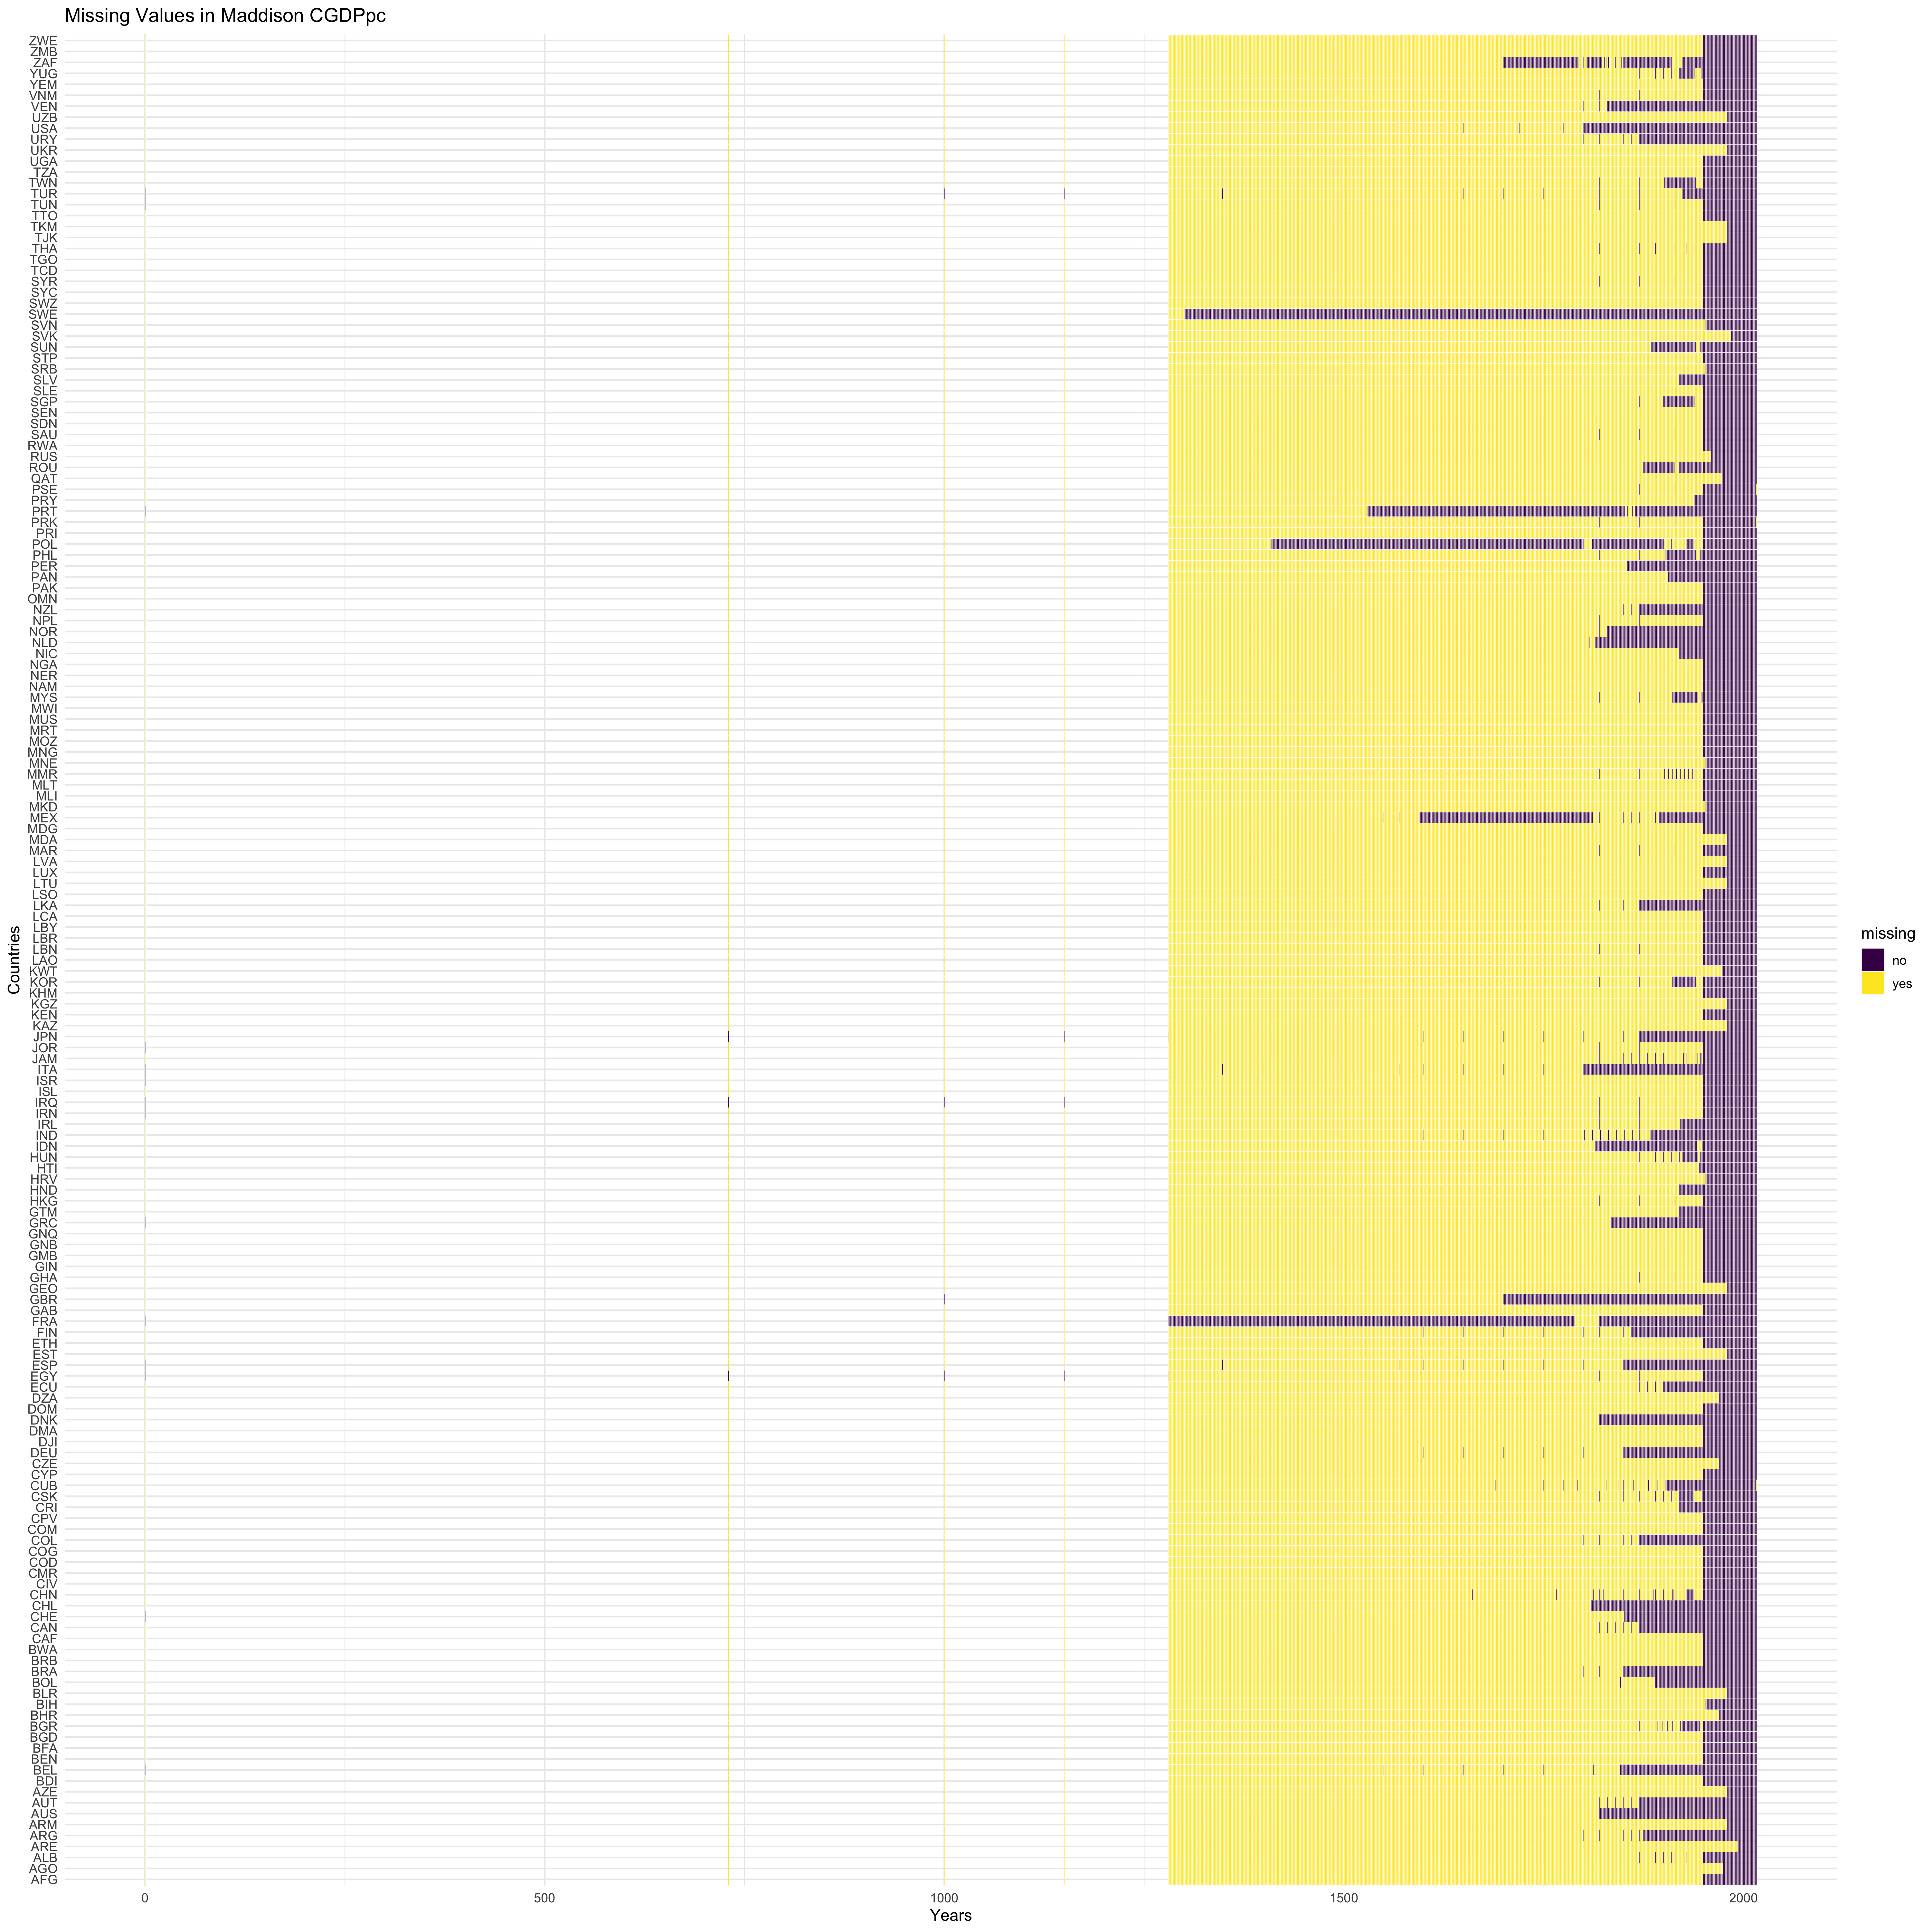 Missing Values in Maddison CGDPpc
ZWE
ZMB
ZAF
YUG
YEM
VNM
VEN
UZB
USA
URY
UKR
UGA
TZA
TWN
TUR
TUN
TTO
TKM
TJK
THA
TGO
TCD
SYR
SYC
SWZ
SWE
SVN
SVK
SUN
STP
SRB
SLV
SLE
SGP
SEN
SDN
SAU
RWA
RUS
ROU
QAT
PSE
PRY
PRT
PRK
PRI
POL
PHL
PER
PAN
PAK
OMN
NZL
NPL
NOR
NLD
NIC
NGA
NER
NAM
MYS
MWI
MUS
MRT
MOZ
MNG
MNE
MMR
MLT
MLI
MKD
MEX
MDG
MDA
MAR
LVA
LUX
LTU
LSO
LKA
LCA
LBY
LBR
LBN
LAO
KWT
KOR
KHM
KGZ
KEN
KAZ
JPN
JOR
JAM
ITA
ISR
ISL
IRQ
IRN
IRL
IND
IDN
HUN
HTI
HRV
HND
HKG
GTM
GRC
GNQ
GNB
GMB
GIN
GHA
GEO
GBR
GAB
FRA
FIN
ETH
EST
ESP
EGY
ECU
DZA
DOM
DNK
DMA
DJI
DEU
CZE
CYP
CUB
CSK
CRI
CPV
COM
COL
COG
COD
CMR
CIV
CHN
CHL
CHE
CAN
CAF
BWA
BRB
BRA
BOL
BLR
BIH
BHR
BGR
BGD
BFA
BEN
BEL
BDI
AZE
AUT
AUS
ARM
ARG
ARE
ALB
AGO
AFG
Countries
0 500 1000 1500 2000
Years
missing
no
yes